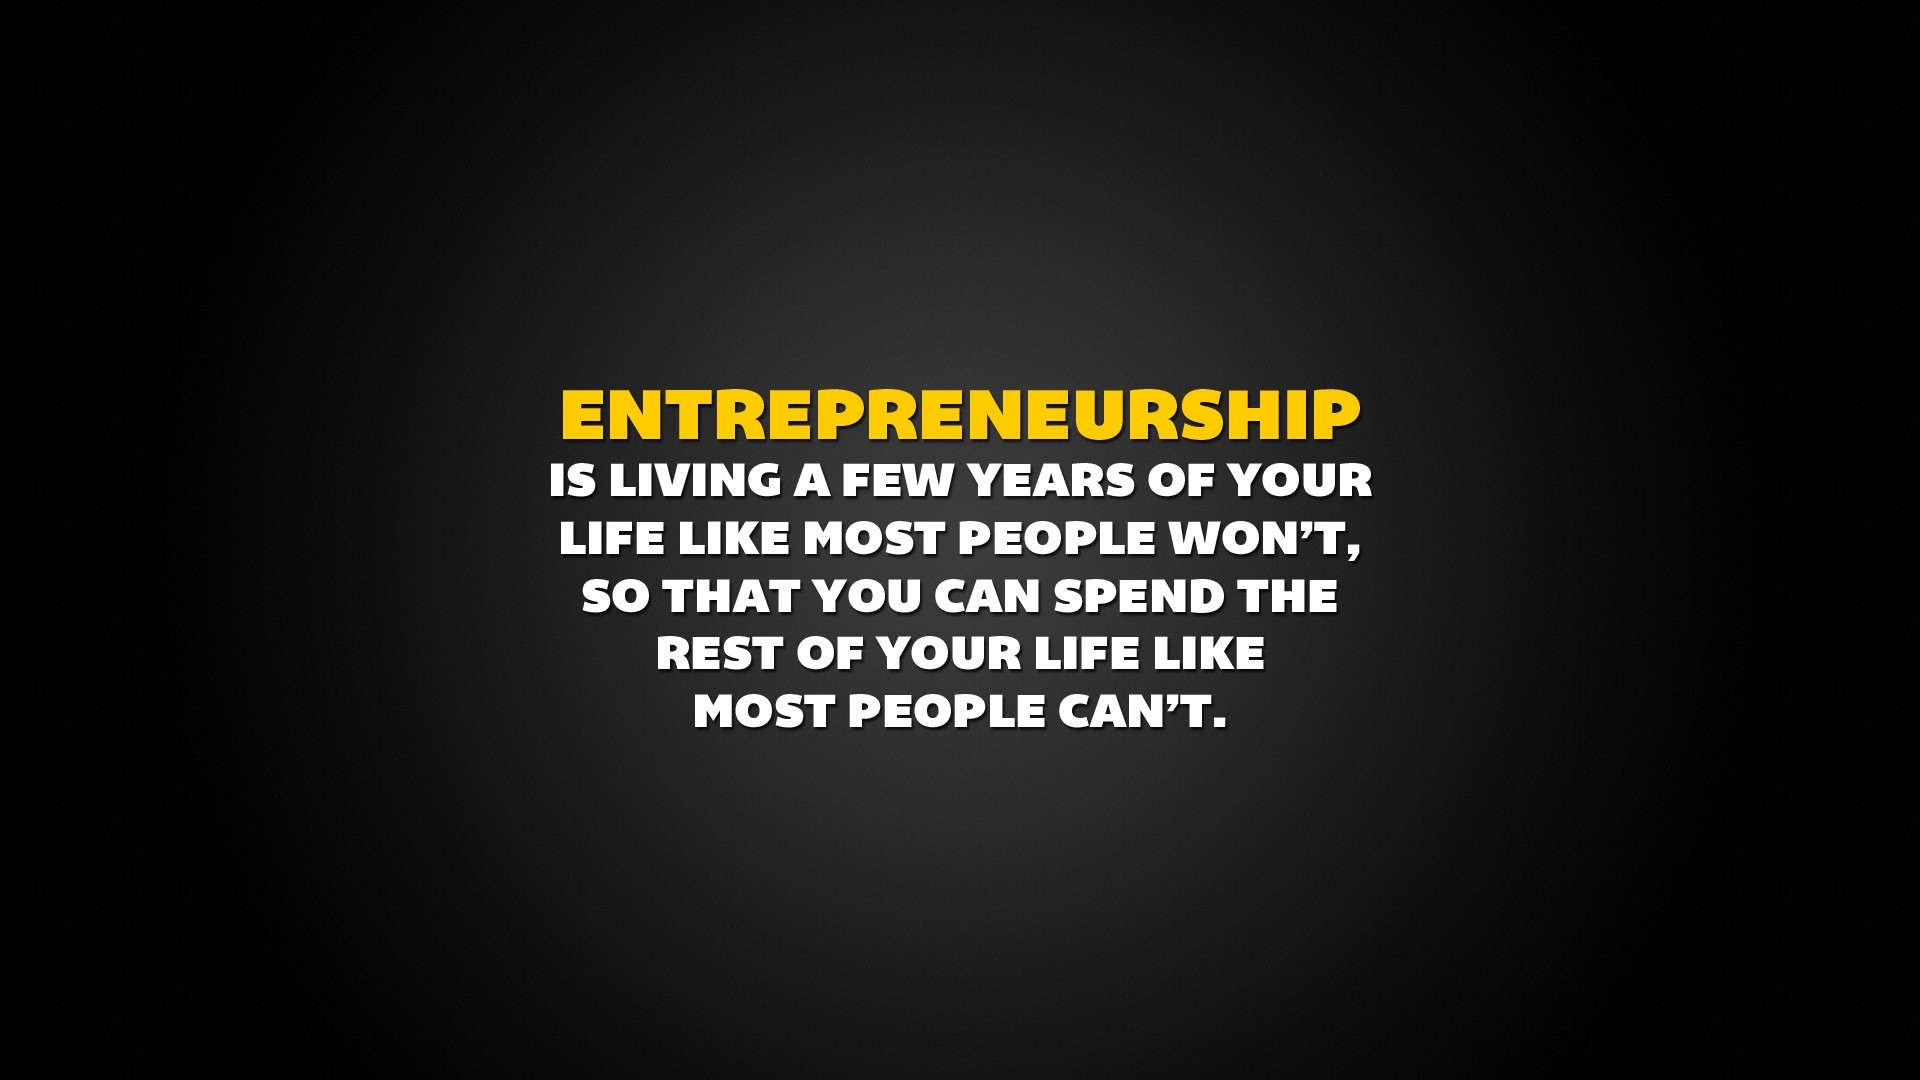 ENTREPRENEURSHIP
IS LIVING A FEW YEARS OF YOUR
LIFE LIKE MOST PEOPLE WON’T,
SO THAT YOU CAN SPEND THE
REST OF YOUR LIFE LIKE
MOST PEOPLE CAN’T.